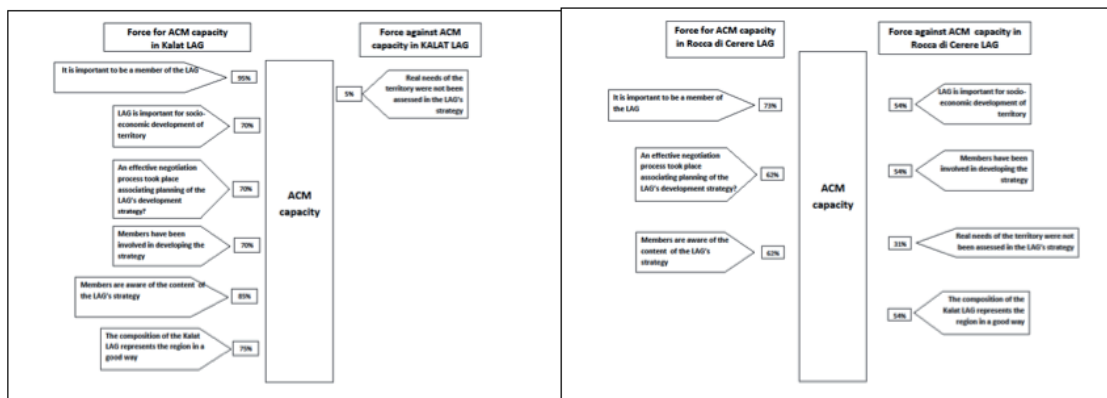 Force for ACM capacity
in Kalat LAG
Force against ACM
capacity in KALAT LAG
It is important to be a member of the LAG
95%
LAG is important for socio-
economic development of
territory
70%
An effective negotiation
process took place
associating planning of the
LAG's development
strategy?
70%
Members have been
involved in developing the
strategy
70%
Members are aware of the content of
the LAG's strategy
85%
The composition of the Kalat
LAG represents the region in a
good way
75%
ACM
capacity
5%
Real needs of the
territory were not been
assessed in the LAG's
strategy
Force for ACM capacity
in Rocca di Cerere LAG
Force against ACM capacity in
Rocca di Cerere LAG
It is important to be a member of
the LAG
73%
An effective negotiation
process took place
associating planning of the
LAG's development
strategy?
62%
Members are aware of the
content of the LAG's
strategy
62%
ACM
capacity
54%
LAG is important for socio-
economic development of
territory
54%
Members have been
involved in developing the
strategy
31%
Real needs of the territory were not
been assessed in the LAG's strategy
54%
The composition of the
Kalat LAG represents the
region in a good way